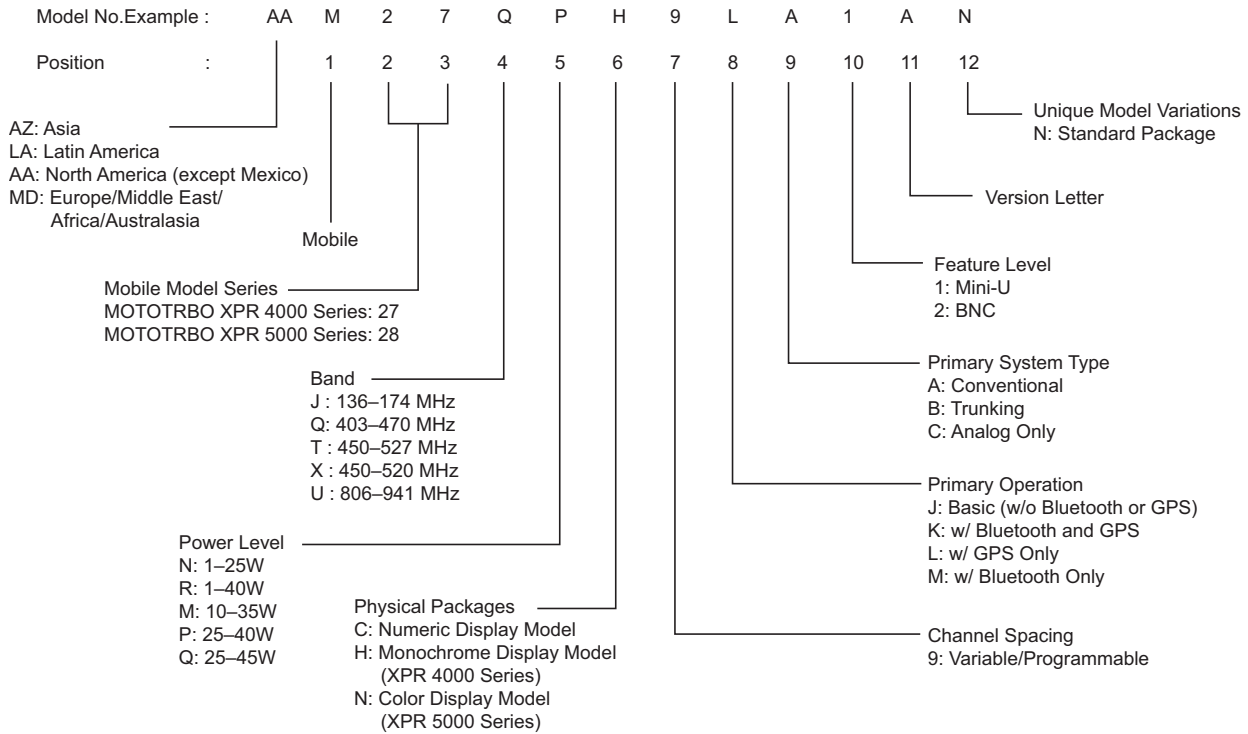 Model No.Example : AA M 2 7 Q P H 9 L A 1 A N
Position : 1 2 3 4 5 6 7 8 9 10 11 12
Unique Model Variations
N: Standard Package
AZ: Asia
LA: Latin America
AA: North America (except Mexico)
MD: Europe/Middle East/
Africa/Australasia
Version Letter
Mobile
Feature Level
1: Mini-U
2: BNC
Mobile Model Series
MOTOTRBO XPR 4000 Series: 27
MOTOTRBO XPR 5000 Series: 28
Primary System Type
A: Conventional
B: Trunking
C: Analog Only
Band
J : 136–174 MHz
Q: 403–470 MHz
T : 450–527 MHz
X : 450–520 MHz
U : 806–941 MHz
Primary Operation
J: Basic (w/o Bluetooth or GPS)
K: w/ Bluetooth and GPS
L: w/ GPS Only
M: w/ Bluetooth Only
Power Level
N: 1–25W
R: 1–40W
M: 10–35W
P: 25–40W
Q: 25–45W
Physical Packages
C: Numeric Display Model
H: Monochrome Display Model
(XPR 4000 Series)
N: Color Display Model
(XPR 5000 Series)
Channel Spacing
9: Variable/Programmable